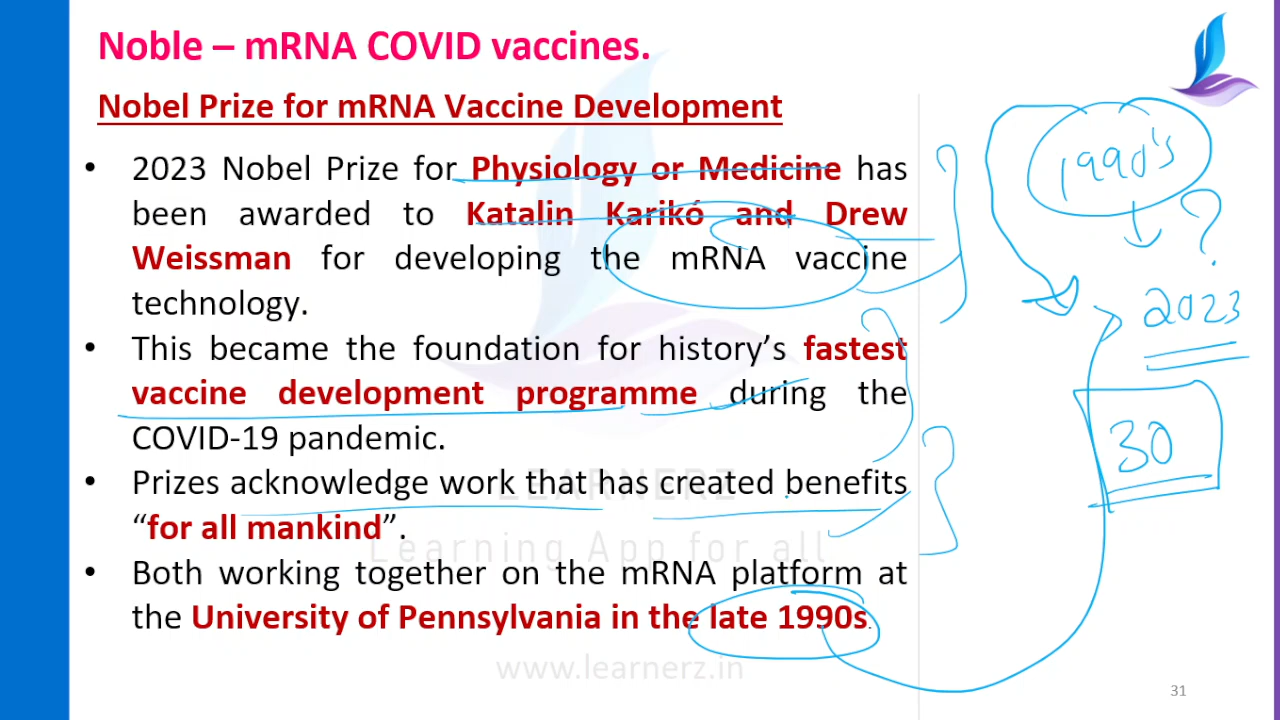 Noble – mRNA COVID vaccines.
Nobel Prize for mRNA Vaccine Development
• 2023 Nobel Prize for Physiology or Medicine has
been awarded to Katalin Karikó and Drew
Weissman for developing the mRNA vaccine
technology.
• This became the foundation for history’s fastest
vaccine development programme during the
COVID-19 pandemic.
• Prizes acknowledge work that has created benefits
“for all mankind”.
• Both working together on the mRNA platform at
the University of Pennsylvania in the late 1990s.
1990's
?
2023
30
LEARNERZ
Learning App for all
www.learnerz.in
31